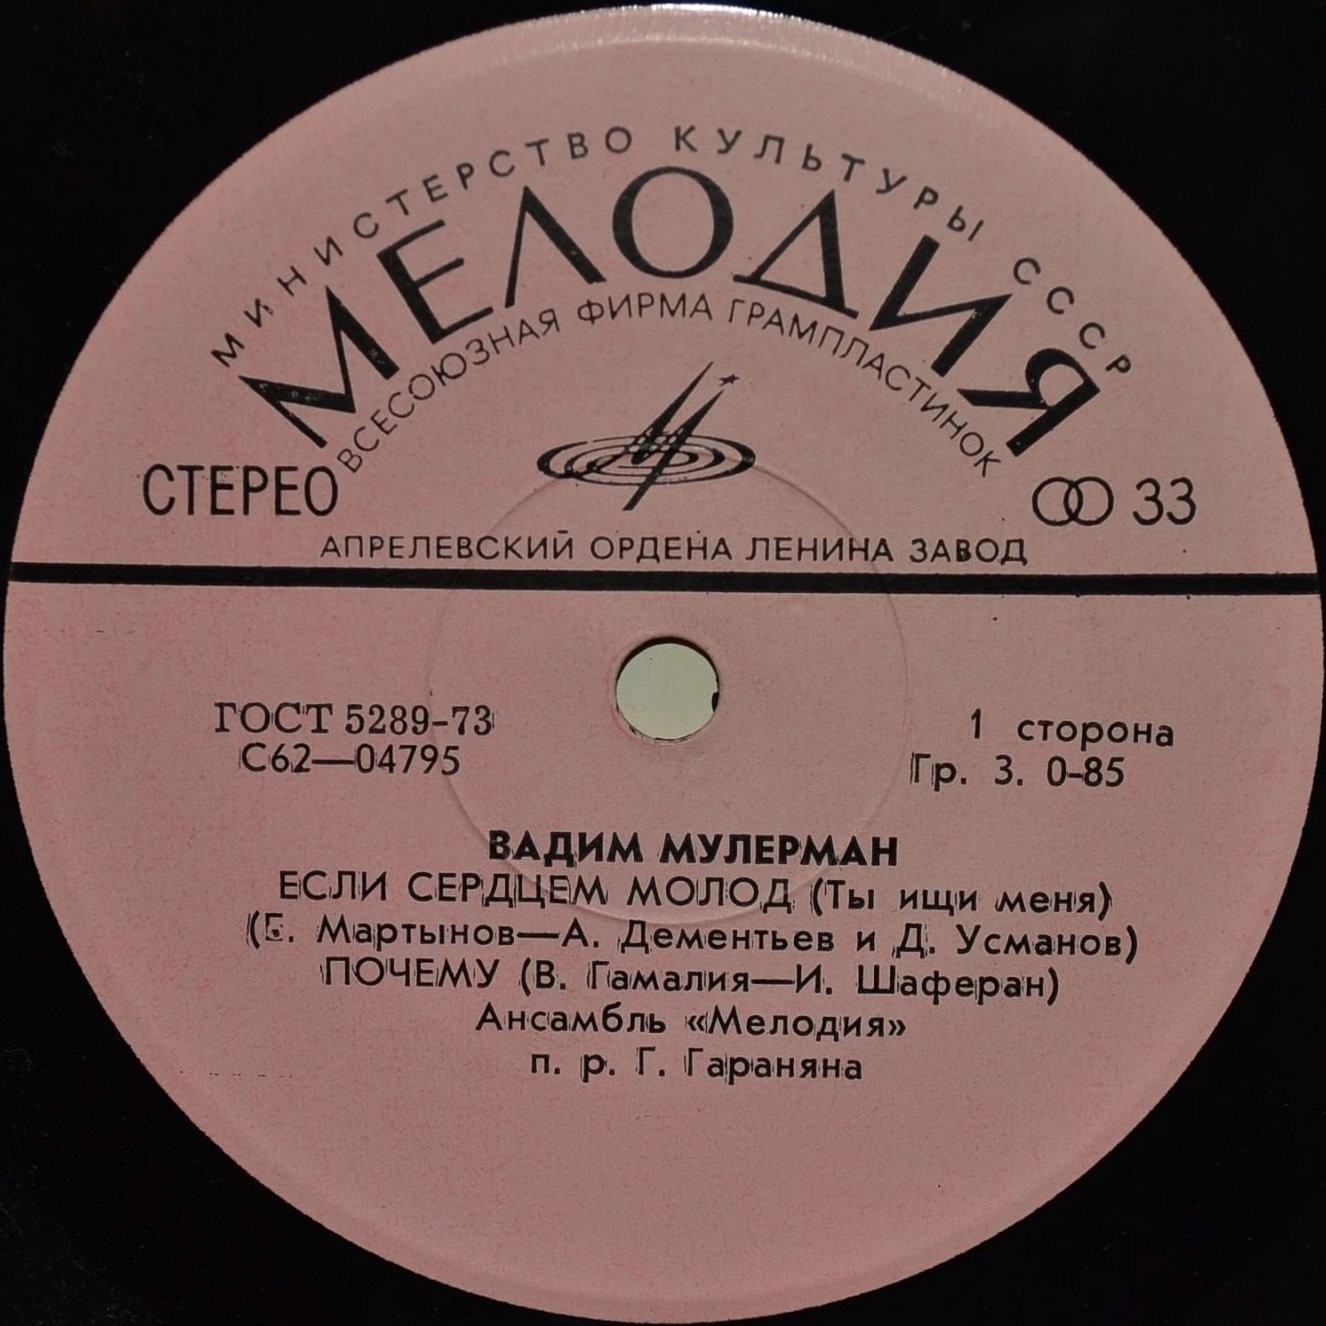 МИНИСТЕРСТВО КУЛЬТУРЫ СССР
МЕЛОДИЯ
ВСЕСОЮЗНАЯ ФИРМА ГРАМПЛАСТИНОК
СТЕРЕО
33
АПРЕЛЕВСКИЙ ОРДЕНА ЛЕНИНА ЗАВОД
ГОСТ 5289-73
1 сторона
С62—04795
Гр. 3. 0-85
ВАДИМ МУЛЕРМАН
ЕСЛИ СЕРДЦЕМ МОЛОД (Ты ищи меня)
(Е. Мартынов—А. Дементьев и Д. Усманов)
ПОЧЕМУ (В. Гамалия—И. Шаферан)
Ансамбль «Мелодия»
п. р. Г. Гараняна